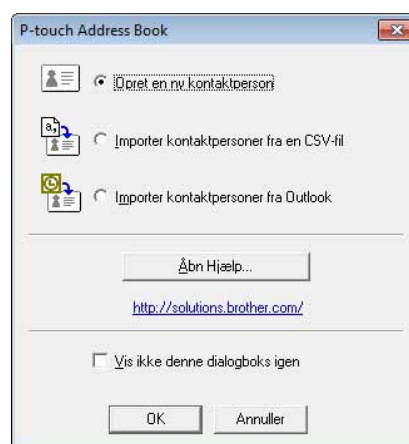 P-touch Address Book
Opret en ny kontaktperson
a,
Importer kontaktpersoner fra en CSV-fil
Importer kontaktpersoner fra Outlook
Åbn Hjælp...
http://solutions.brother.com/
Vis ikke denne dialogboks igen
OK Annuller